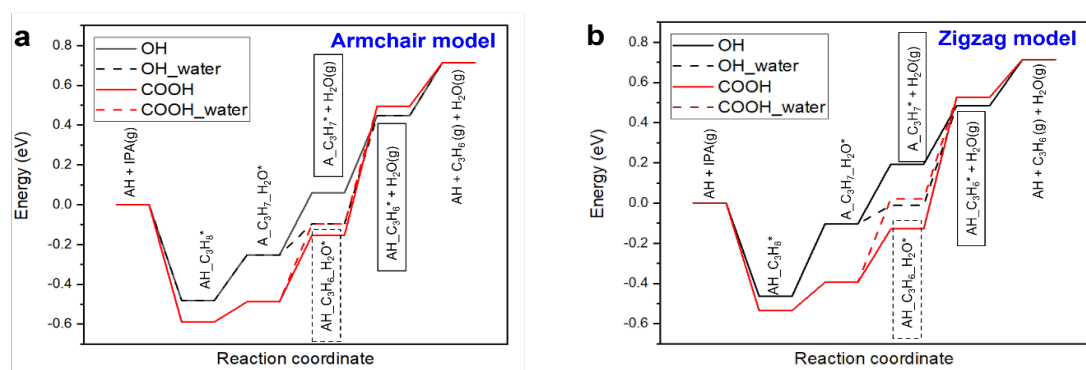 a
Armchair model
OH
OH_water
COOH
COOH_water
0.8
0.6
0.4
0.2
0.0
-0.2
-0.4
-0.6
Energy (eV)
AH + IPA(g)
AH_C3H8*
A_C3H7_H2O*
A_C3H7* + H2O(g)
AH_C3H6_H2O*
AH_C3H6* + H2O(g)
AH + C3H6(g) + H2O(g)
Reaction coordinate
b
Zigzag model
OH
OH_water
COOH
COOH_water
0.8
0.6
0.4
0.2
0.0
-0.2
-0.4
-0.6
Energy (eV)
AH + IPA(g)
AH_C3H8*
A_C3H7_H2O*
A_C3H7* + H2O(g)
AH_C3H6_H2O*
AH_C3H6* + H2O(g)
AH + C3H6(g) + H2O(g)
Reaction coordinate